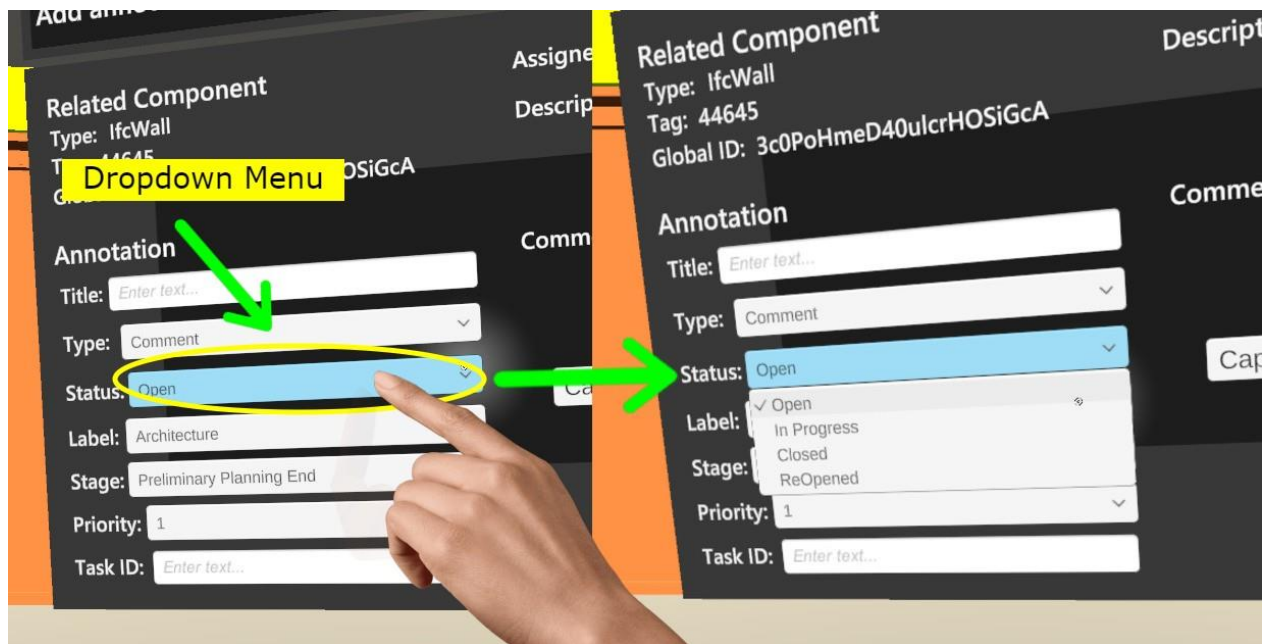 Add anno
Assigne
Related Component
Descrip
Type: IfcWall
OSiGcA
Dropdown Menu
Annotation
Comm
Title: Enter text...
Type: Comment
Status: Open
Ca
Label: Architecture
Stage: Preliminary Planning End
Priority: 1
Task ID: Enter text...
Related Component
Descript
Type: IfcWall
Tag: 44645
Global ID: 3c0PoHmeD40ulcrHOSiGcA
Annotation
Comme
Title: Enter text...
Type: Comment
Status: Open
Cap
✓ Open
Label:
In Progress
Closed
Stage:
ReOpened
Priority: 1
Task ID: Enter text...